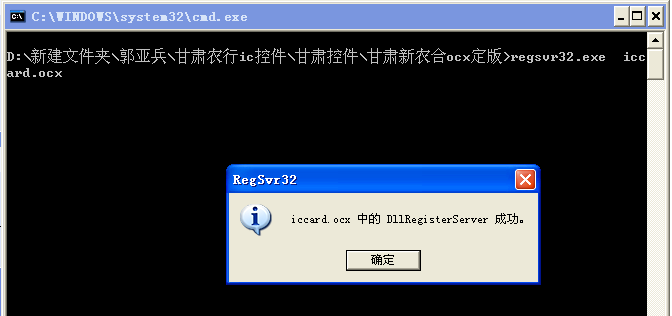 C:\WINDOWS\system32\cmd.exe
D:\新建文件夹\郭亚兵\甘肃农行ic控件\甘肃控件\甘肃新农合ocx定版>regsvr32.exe  icc
ard.ocx
RegSvr32
iccard.ocx 中的 DllRegisterServer 成功。
确定